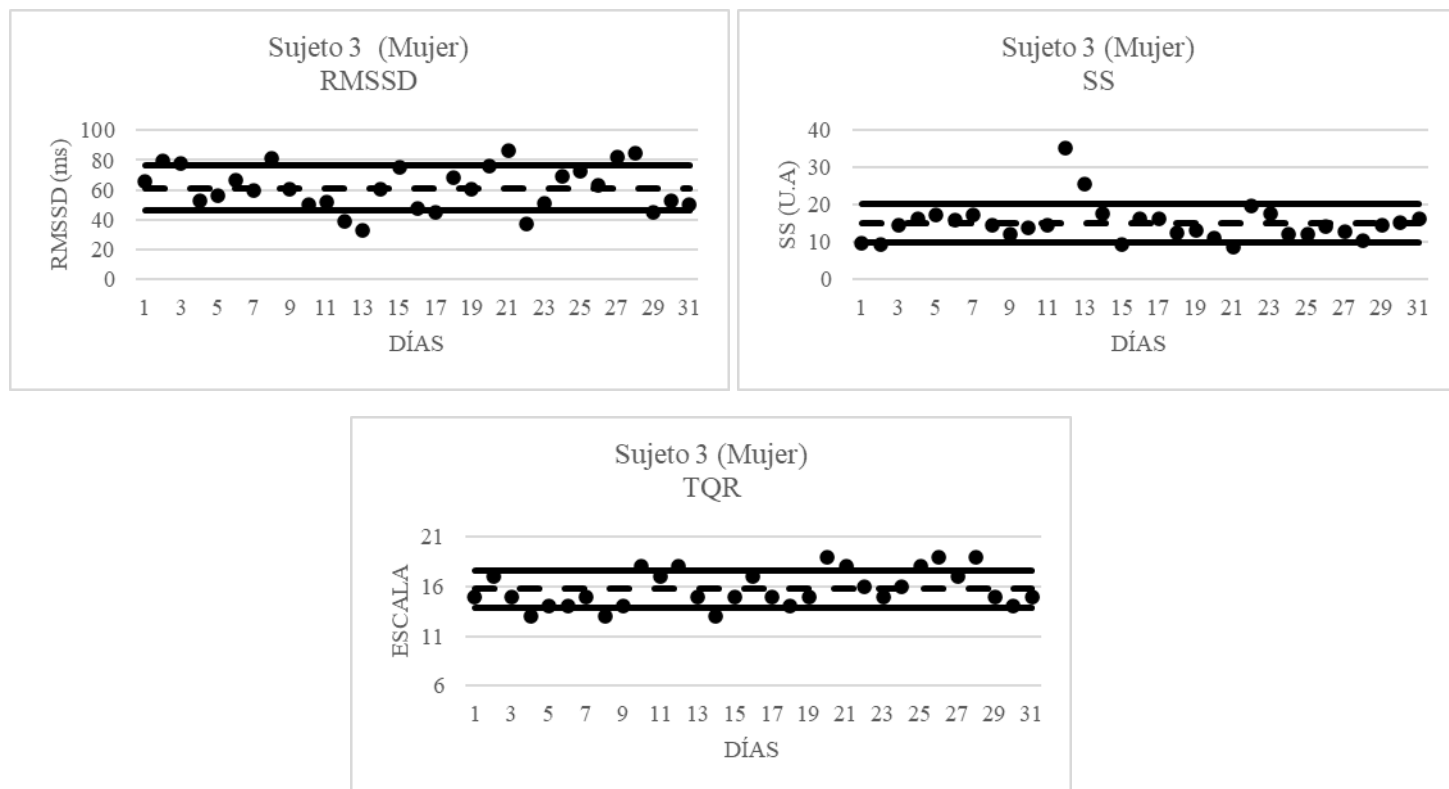 Sujeto 3 (Mujer)
RMSSD
RMSSD (ms)
100
80
60
40
20
0
1 3 5 7 9 11 13 15 17 19 21 23 25 27 29 31
DÍAS
Sujeto 3 (Mujer)
SS
SS (U.A)
40
30
20
10
0
1 3 5 7 9 11 13 15 17 19 21 23 25 27 29 31
DÍAS
Sujeto 3 (Mujer)
TQR
ESCALA
21
16
11
6
1 3 5 7 9 11 13 15 17 19 21 23 25 27 29 31
DÍAS